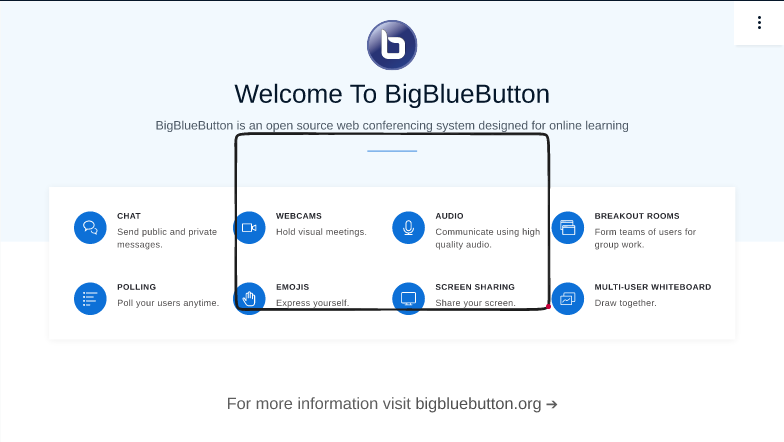 Welcome To BigBlueButton
BigBlueButton is an open source web conferencing system designed for online learning
CHAT
Send public and private
messages.
WEBCAMS
Hold visual meetings.
AUDIO
Communicate using high
quality audio.
BREAKOUT ROOMS
Form teams of users for
group work.
POLLING
Poll your users anytime.
EMOJIS
Express yourself.
SCREEN SHARING
Share your screen.
MULTI-USER WHITEBOARD
Draw together.
For more information visit bigbluebutton.org →